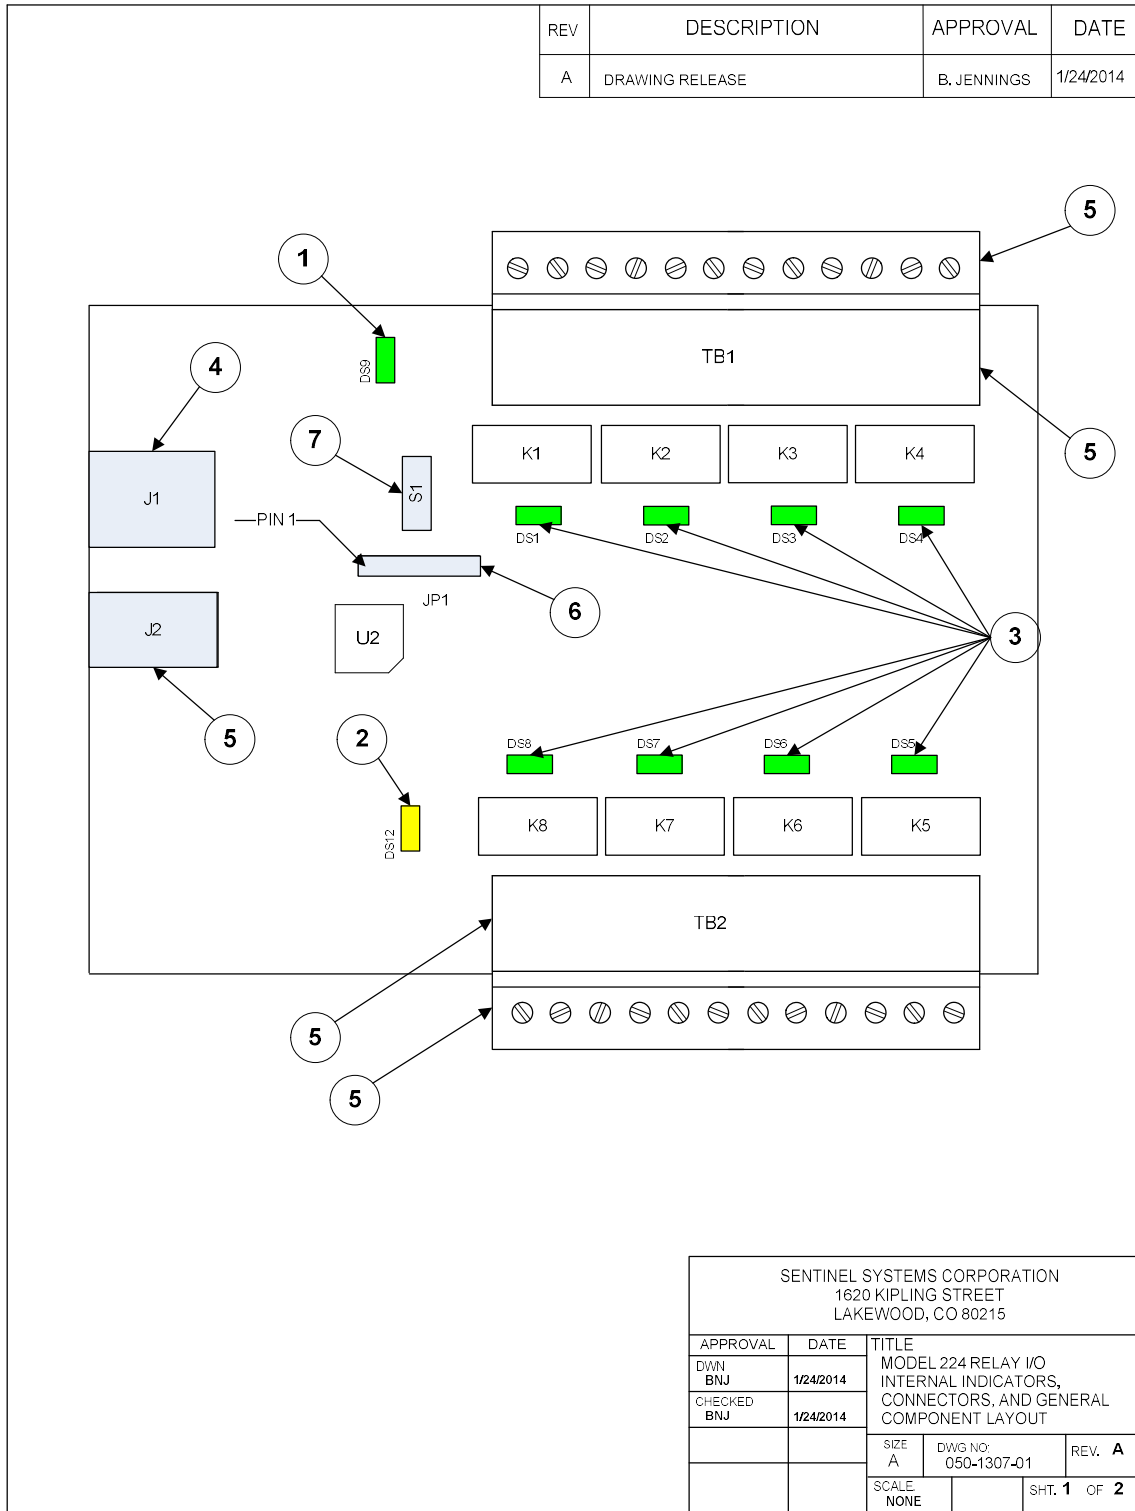 REV DESCRIPTION APPROVAL DATE
A DRAWING RELEASE B. JENNINGS 1/24/2014
5
1
TB1
DS9
4
5
7
K1 K2 K3 K4
J1
S1
PIN 1
DS1 DS2 DS3 DS4
JP1
6
J2
U2
3
5
2
DS8 DS7 DS6 DS5
DS12
K8 K7 K6 K5
TB2
5
5
SENTINEL SYSTEMS CORPORATION
1620 KIPLING STREET
LAKEWOOD, CO 80215
APPROVAL DATE
DWN
BNJ 1/24/2014
CHECKED
BNJ 1/24/2014
TITLE
MODEL 224 RELAY I/O
INTERNAL INDICATORS,
CONNECTORS, AND GENERAL
COMPONENT LAYOUT
SIZE
A
DWG NO:
050-1307-01
REV. A
SCALE
NONE
SHT. 1 OF 2